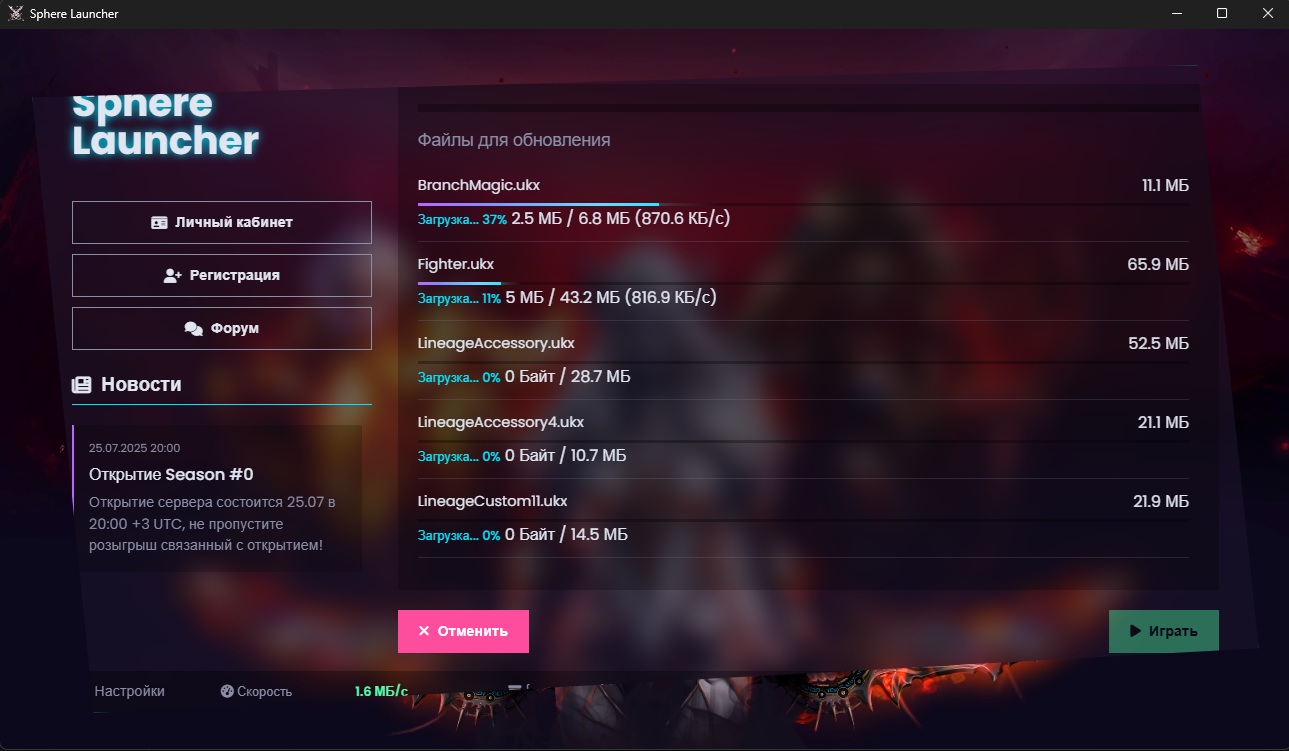 Sphere Launcher
Sphere
Launcher
Личный кабинет
Регистрация
Форум
Новости
25.07.2025 20:00
Открытие Season #0
Открытие сервера состоится 25.07 в
20:00 +3 UTC, не пропустите
розыгрыш связанный с открытием!
Файлы для обновления
BranchMagic.ukx 11.1 МБ
Загрузка... 37% 2.5 МБ / 6.8 МБ (870.6 КБ/с)
Fighter.ukx 65.9 МБ
Загрузка... 11% 5 МБ / 43.2 МБ (816.9 КБ/с)
LineageAccessory.ukx 52.5 МБ
Загрузка... 0% 0 Байт / 28.7 МБ
LineageAccessory4.ukx 21.1 МБ
Загрузка... 0% 0 Байт / 10.7 МБ
LineageCustom11.ukx 21.9 МБ
Загрузка... 0% 0 Байт / 14.5 МБ
Отменить
Играть
Настройки
Скорость 1.6 МБ/с